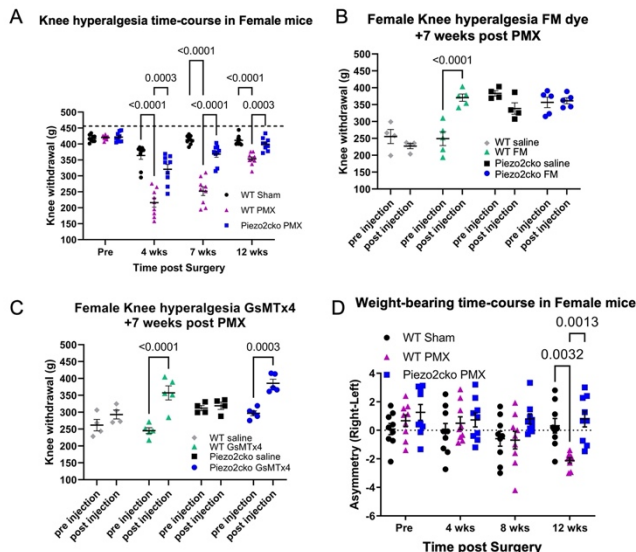 A
Knee hyperalgesia time-course in Female mice
<0.0001
<0.0001
<0.0001
0.0003
<0.0001
<0.0001
0.0003
Knee withdrawal (g)
500
450
400
350
300
250
200
150
100
WT Sham
WT PMX
Piezo2cko PMX
Pre
4 wks
7 wks
12 wks
Time post Surgery
B
Female Knee hyperalgesia FM dye
+7 weeks post PMX
<0.0001
Knee withdrawal (g)
500
450
400
350
300
250
200
150
100
WT saline
WT FM
Piezo2cko saline
Piezo2cko FM
pre injection
post injection
pre injection
post injection
pre injection
post injection
pre injection
post injection
C
Female Knee hyperalgesia GsMTx4
+7 weeks post PMX
<0.0001
0.0003
Knee withdrawal (g)
500
450
400
350
300
250
200
150
100
WT saline
WT GsMTx4
Piezo2cko saline
Piezo2cko GsMTx4
pre injection
post injection
pre injection
post injection
pre injection
post injection
pre injection
post injection
D
Weight-bearing time-course in Female mice
WT Sham
WT PMX
Piezo2cko PMX
0.0013
0.0032
Asymmetry (Right-Left)
4
2
0
-2
-4
-6
Pre
4 wks
8 wks
12 wks
Time post Surgery